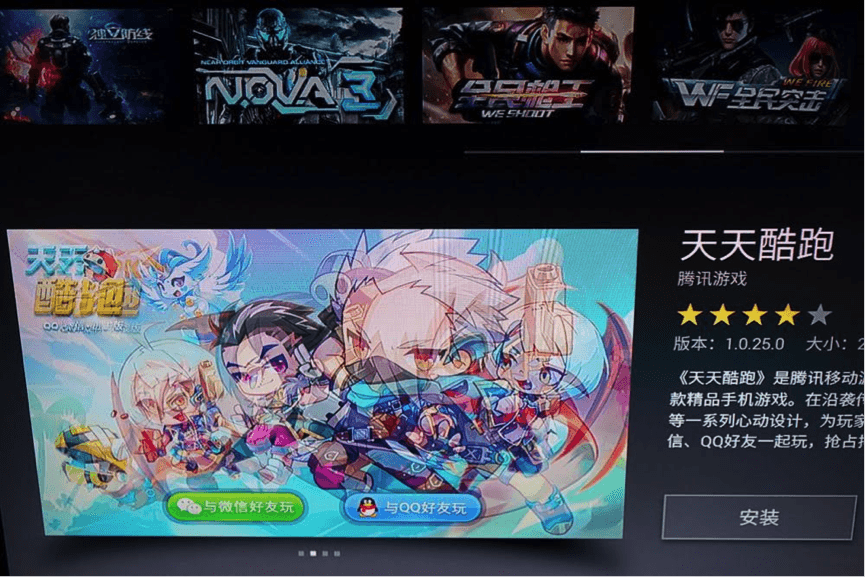 独立防线
NEAR ORBIT VANGUARD ALLIANCE
N.O.V.A 3
全民枪王
WE SHOOT
WE FIRE
WF全民突击
天天
酷跑
天天酷跑
腾讯游戏
版本：1.0.25.0 大小：2
《天天酷跑》是腾讯移动
款精品手机游戏。在沿袭
等一系列心动设计，为玩家
信、QQ好友一起玩，抢占
与微信好友玩
与QQ好友玩
安装